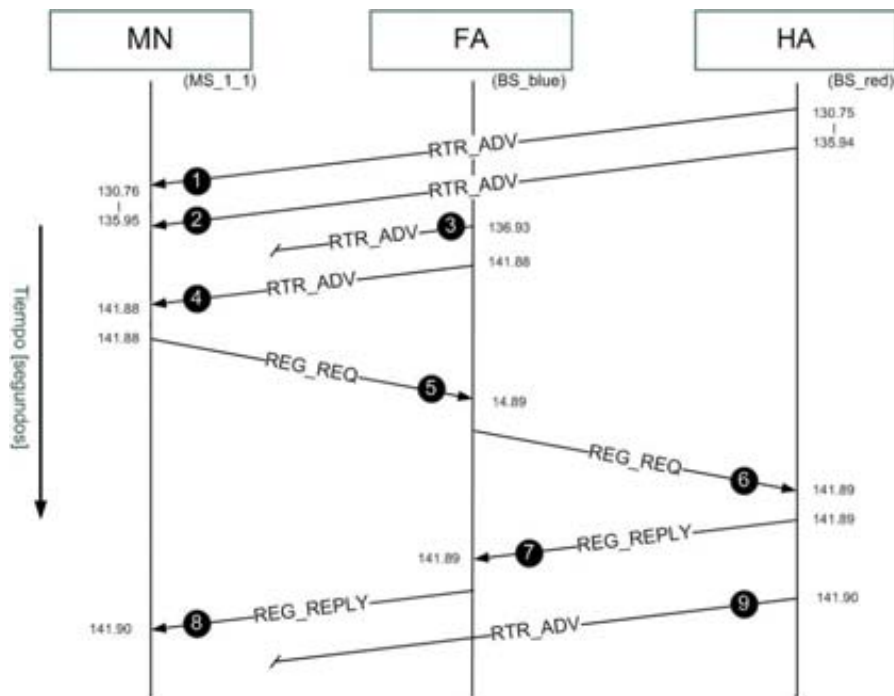 MN
FA
HA
(MS_1_1)
(BS_blue)
(BS_red)
130.75
135.94
RTR_ADV
1
130.76
135.95
RTR_ADV
2
3
RTR_ADV
136.93
141.88
RTR_ADV
4
141.88
141.88
REG_REQ
5
14.89
REG_REQ
6
141.89
141.89
REG_REPLY
7
141.89
REG_REPLY
8
141.90
9
141.90
RTR_ADV
Tiempo [segundos]